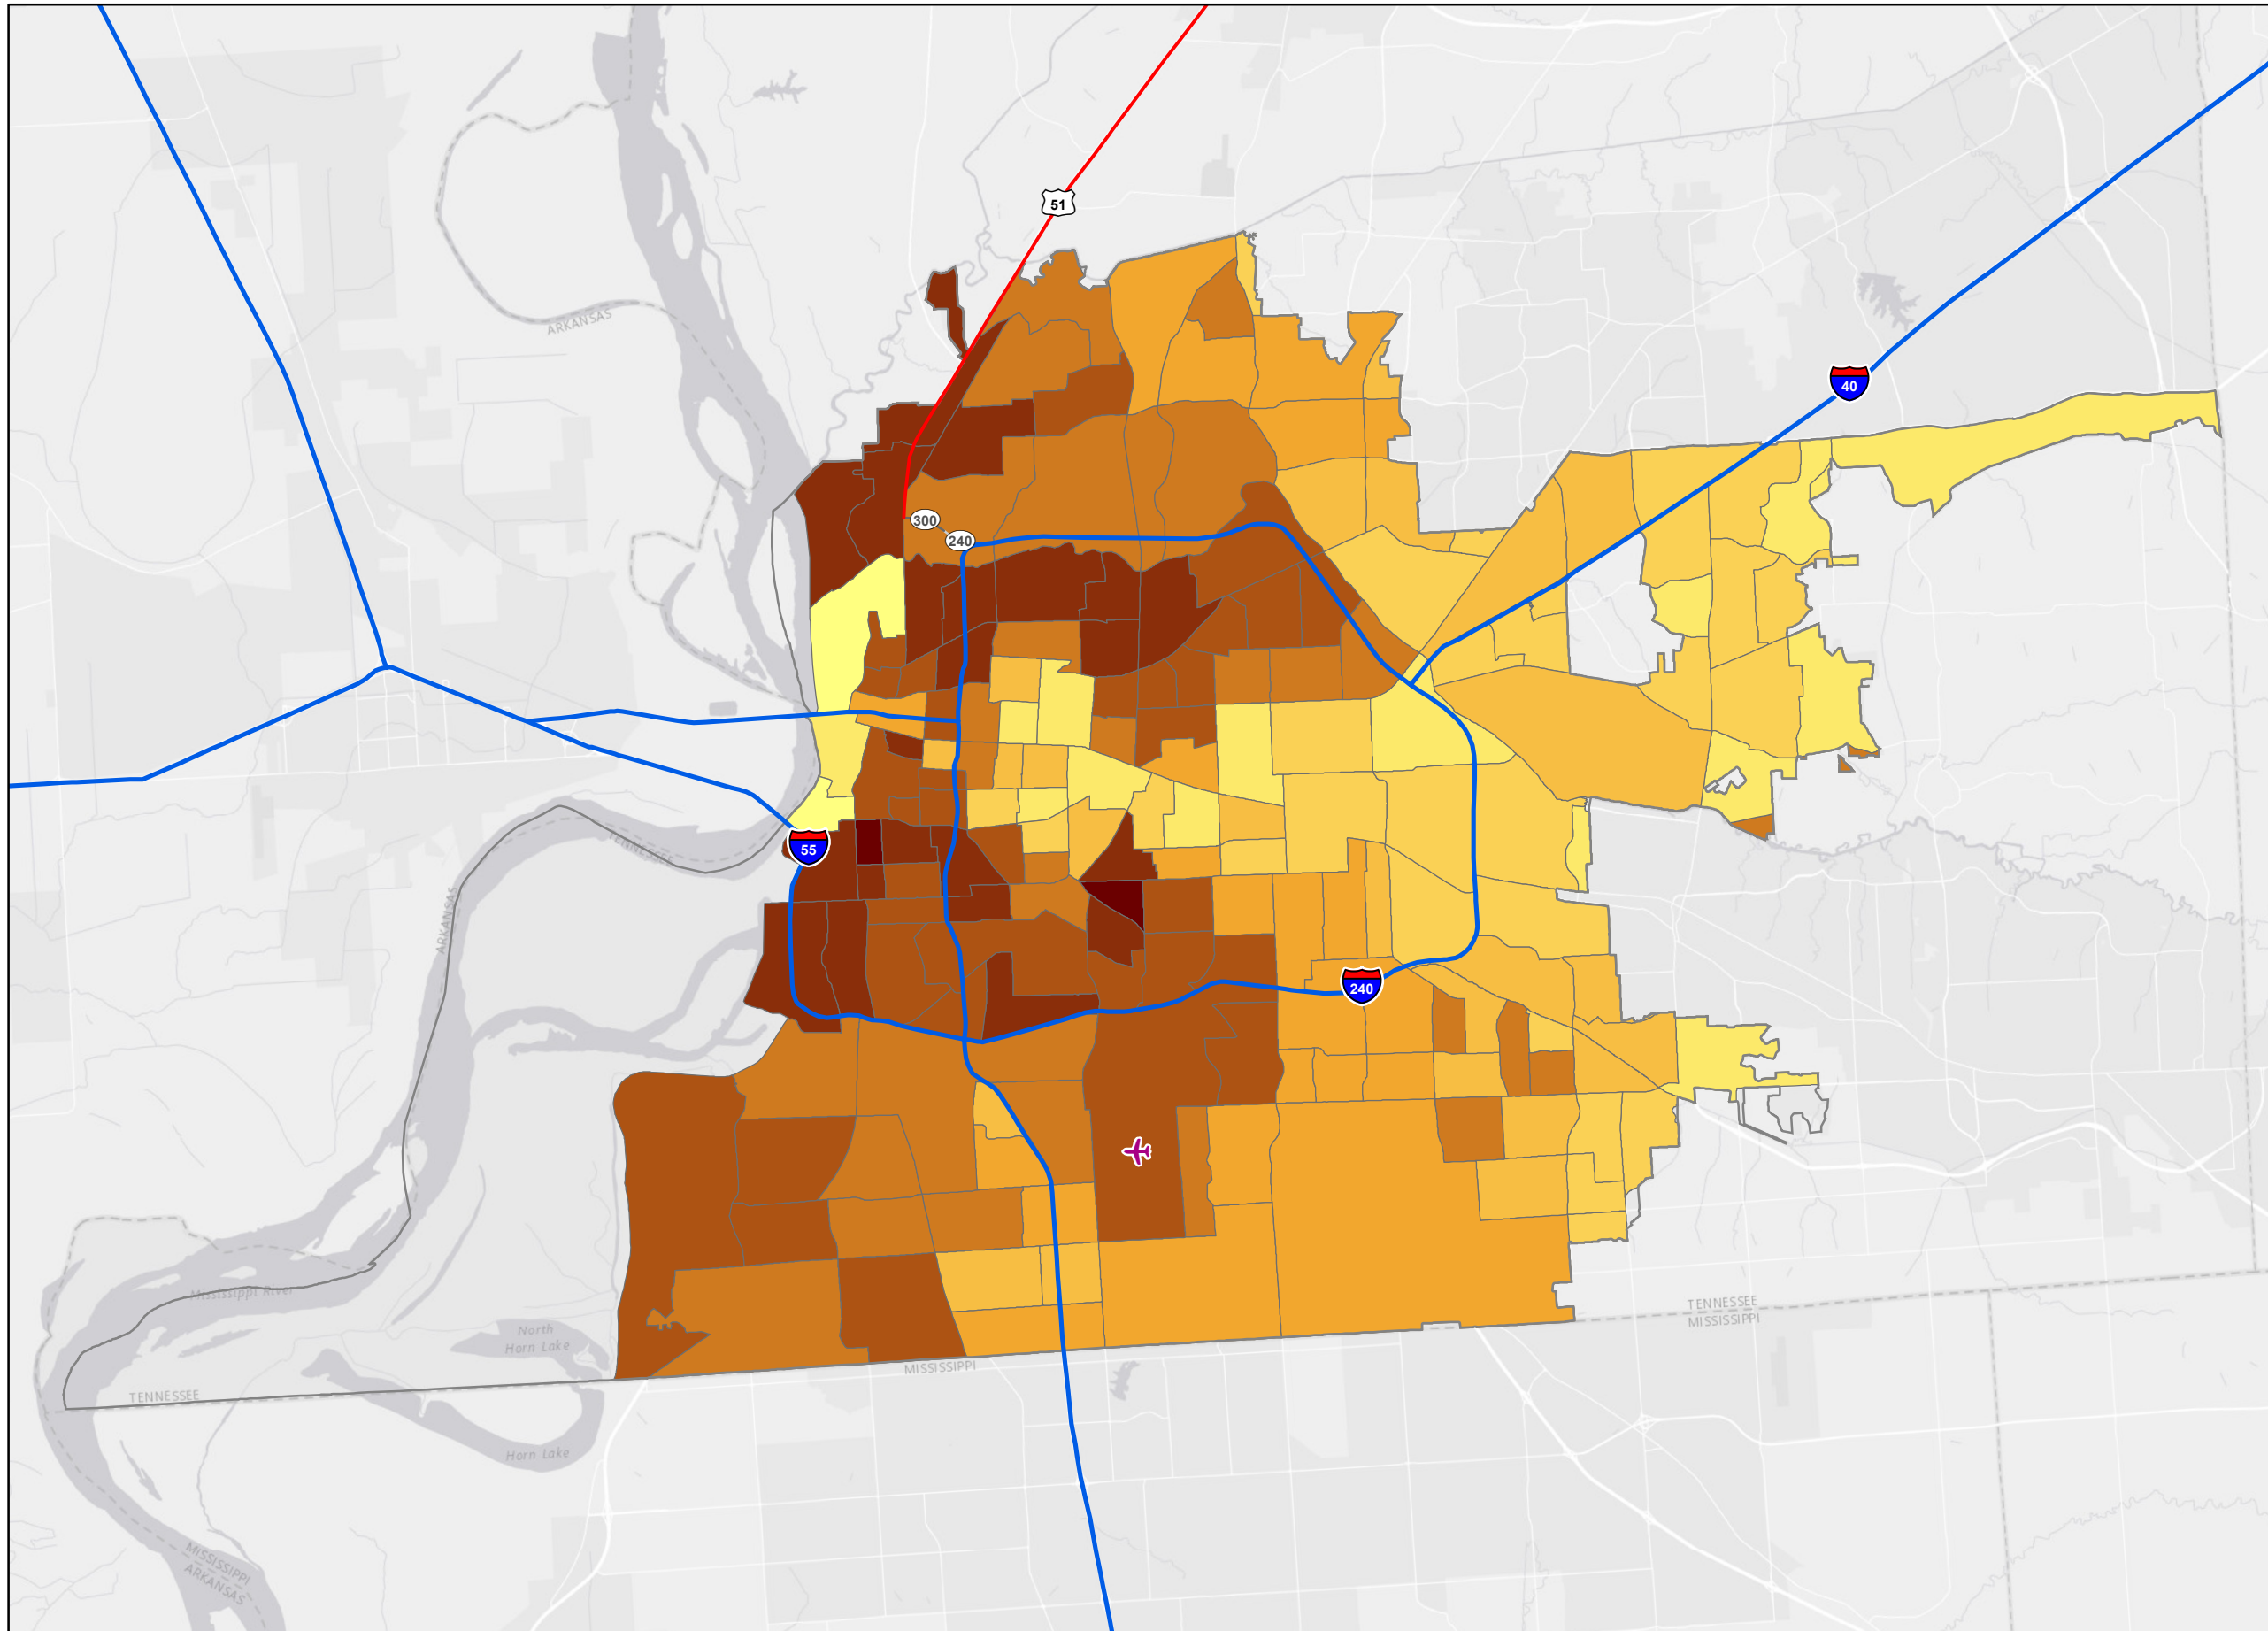 51
ARKANSAS
40
300
240
55
TENNESSEE
ARKANSAS
240
Mississippi River
TENNESSEE
MISSISSIPPI
North
Horn Lake
MISSISSIPPI
TENNESSEE
Horn Lake
MISSISSIPPI
ARKANSAS